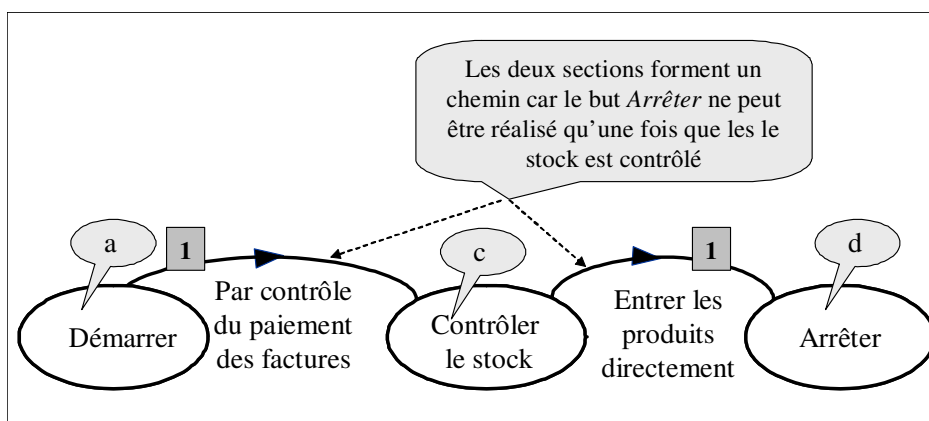 Les deux sections forment un
chemin car le but Arrêter ne peut
être réalisé qu'une fois que les le
stock est contrôlé
a
1
c
1
d
Démarrer
Par contrôle
du paiement
des factures
Contrôler
le stock
Entrer les
produits
directement
Arrêter